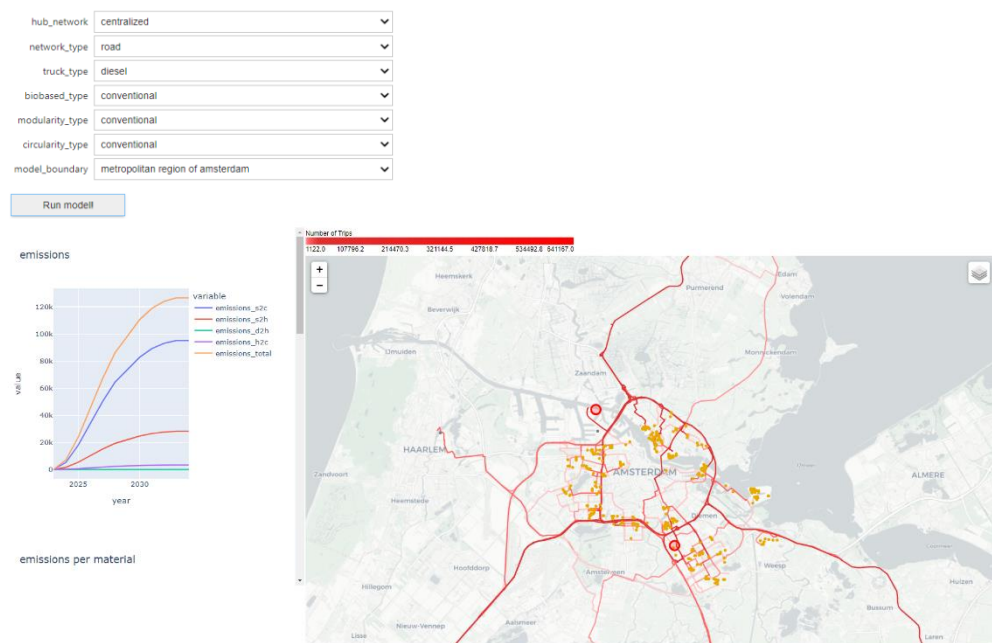 hub_network centralized
network_type road
truck_type diesel
biobased_type conventional
modularity_type conventional
circularity_type conventional
model_boundary metropolitan region of amsterdam
Run model!
emissions
variable
emissions_s2c
emissions_s2h
emissions_d2h
emissions_h2c
emissions_total
120k
100k
80k
60k
40k
20k
0
value
2025 2030
year
emissions per material
Number of Trips
1122.0 107796.2 214470.3 321144.5 427818.7 534492.8 641167.0
+
−
Heemskerk
Edam
Purmerend
Volendam
Beverwijk
IJmuiden
Monnickendam
Zaandam
HAARLEM
Zandvoort
AMSTERDAM
ALMERE
Heemstede
Diemen
Weesp
Hoofddorp
Amstelveen
Hillegom
Huizen
Bussum
Nieuw-Vennep
Aalsmeer
Lisse
Laren